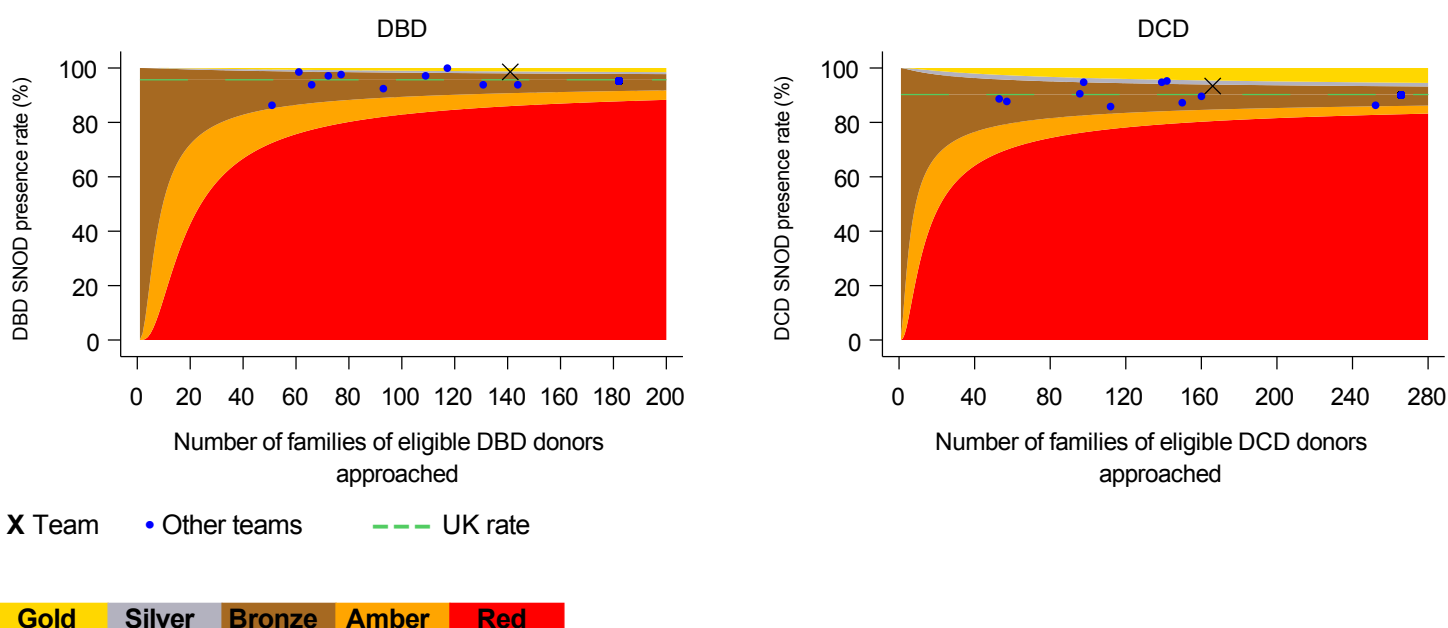 DBD
DBD SNOD presence rate (%)
100
80
60
40
20
0
0 20 40 60 80 100 120 140 160 180 200
Number of families of eligible DBD donors
approached
DCD
DCD SNOD presence rate (%)
100
80
60
40
20
0
0 40 80 120 160 200 240 280
Number of families of eligible DCD donors
approached
X Team Other teams UK rate
Gold Silver Bronze Amber Red